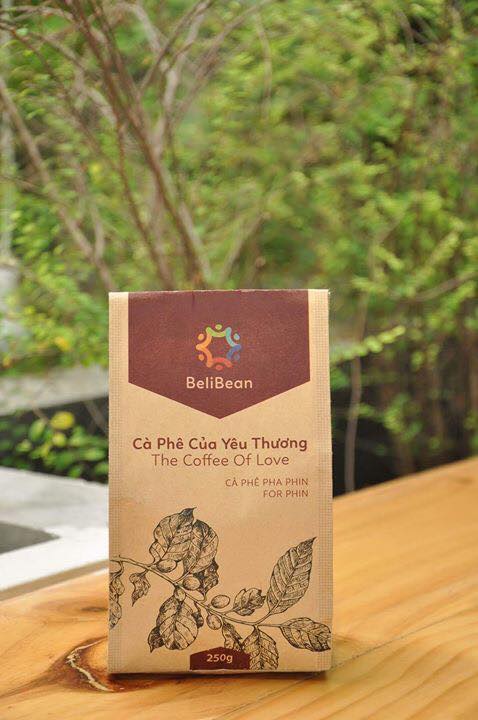 BeliBean
Cà Phê Của Yêu Thương
The Coffee Of Love
CÀ PHÊ PHA PHIN
FOR PHIN
250g